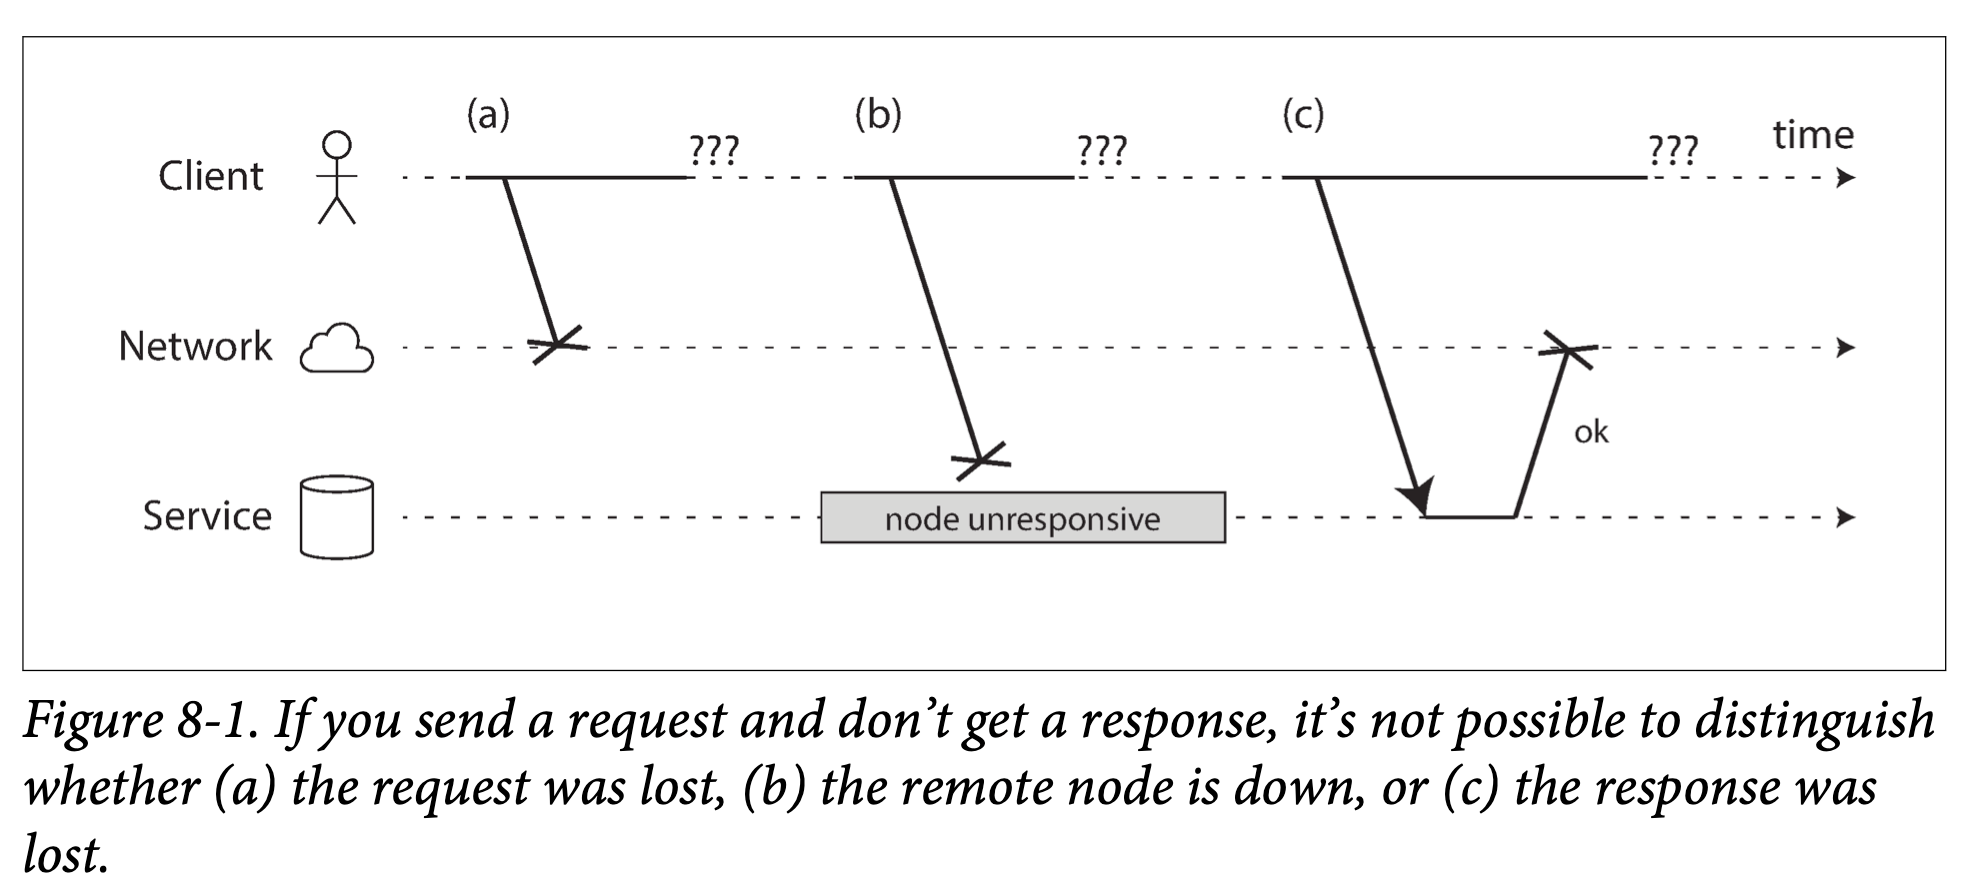 (a)
(b)
(c)
???
???
???
time
Client
Network
ok
Service
node unresponsive
Figure 8-1. If you send a request and don’t get a response, it’s not possible to distinguish
whether (a) the request was lost, (b) the remote node is down, or (c) the response was
lost.